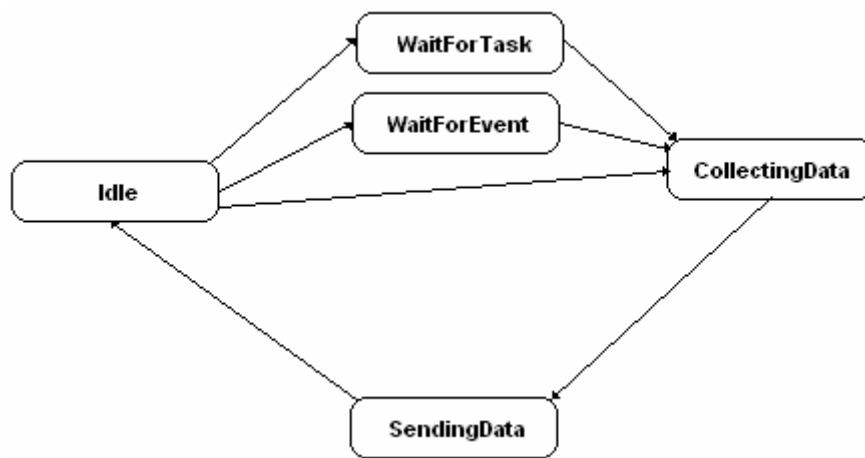 WaitForTask
WaitForEvent
CollectingData
Idle
SendingData